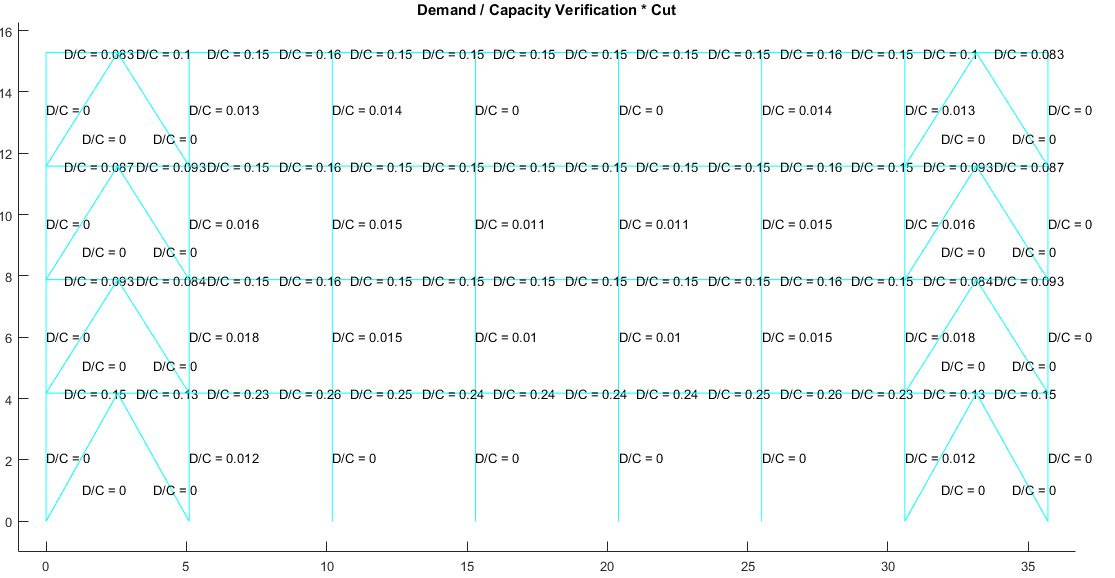 Demand / Capacity Verification * Cut
16
D/C = 0.083 D/C = 0.1 D/C = 0.15 D/C = 0.16 D/C = 0.15 D/C = 0.15 D/C = 0.15 D/C = 0.15 D/C = 0.15 D/C = 0.15 D/C = 0.16 D/C = 0.15 D/C = 0.1 D/C = 0.083
14
D/C = 0 D/C = 0.013 D/C = 0.014 D/C = 0 D/C = 0 D/C = 0.014 D/C = 0.013 D/C = 0
D/C = 0 D/C = 0 D/C = 0 D/C = 0
12
D/C = 0.087 D/C = 0.093 D/C = 0.15 D/C = 0.16 D/C = 0.15 D/C = 0.15 D/C = 0.15 D/C = 0.15 D/C = 0.15 D/C = 0.15 D/C = 0.16 D/C = 0.15 D/C = 0.093 D/C = 0.087
10
D/C = 0 D/C = 0.016 D/C = 0.015 D/C = 0.011 D/C = 0.011 D/C = 0.015 D/C = 0.016 D/C = 0
D/C = 0 D/C = 0 D/C = 0 D/C = 0
8
D/C = 0.093 D/C = 0.084 D/C = 0.15 D/C = 0.16 D/C = 0.15 D/C = 0.15 D/C = 0.15 D/C = 0.15 D/C = 0.15 D/C = 0.15 D/C = 0.16 D/C = 0.15 D/C = 0.084 D/C = 0.093
6
D/C = 0 D/C = 0.018 D/C = 0.015 D/C = 0.01 D/C = 0.01 D/C = 0.015 D/C = 0.018 D/C = 0
D/C = 0 D/C = 0 D/C = 0 D/C = 0
4
D/C = 0.15 D/C = 0.13 D/C = 0.23 D/C = 0.26 D/C = 0.25 D/C = 0.24 D/C = 0.24 D/C = 0.24 D/C = 0.24 D/C = 0.25 D/C = 0.26 D/C = 0.23 D/C = 0.13 D/C = 0.15
2
D/C = 0 D/C = 0.012 D/C = 0 D/C = 0 D/C = 0 D/C = 0 D/C = 0.012 D/C = 0
D/C = 0 D/C = 0 D/C = 0 D/C = 0
0
0 5 10 15 20 25 30 35